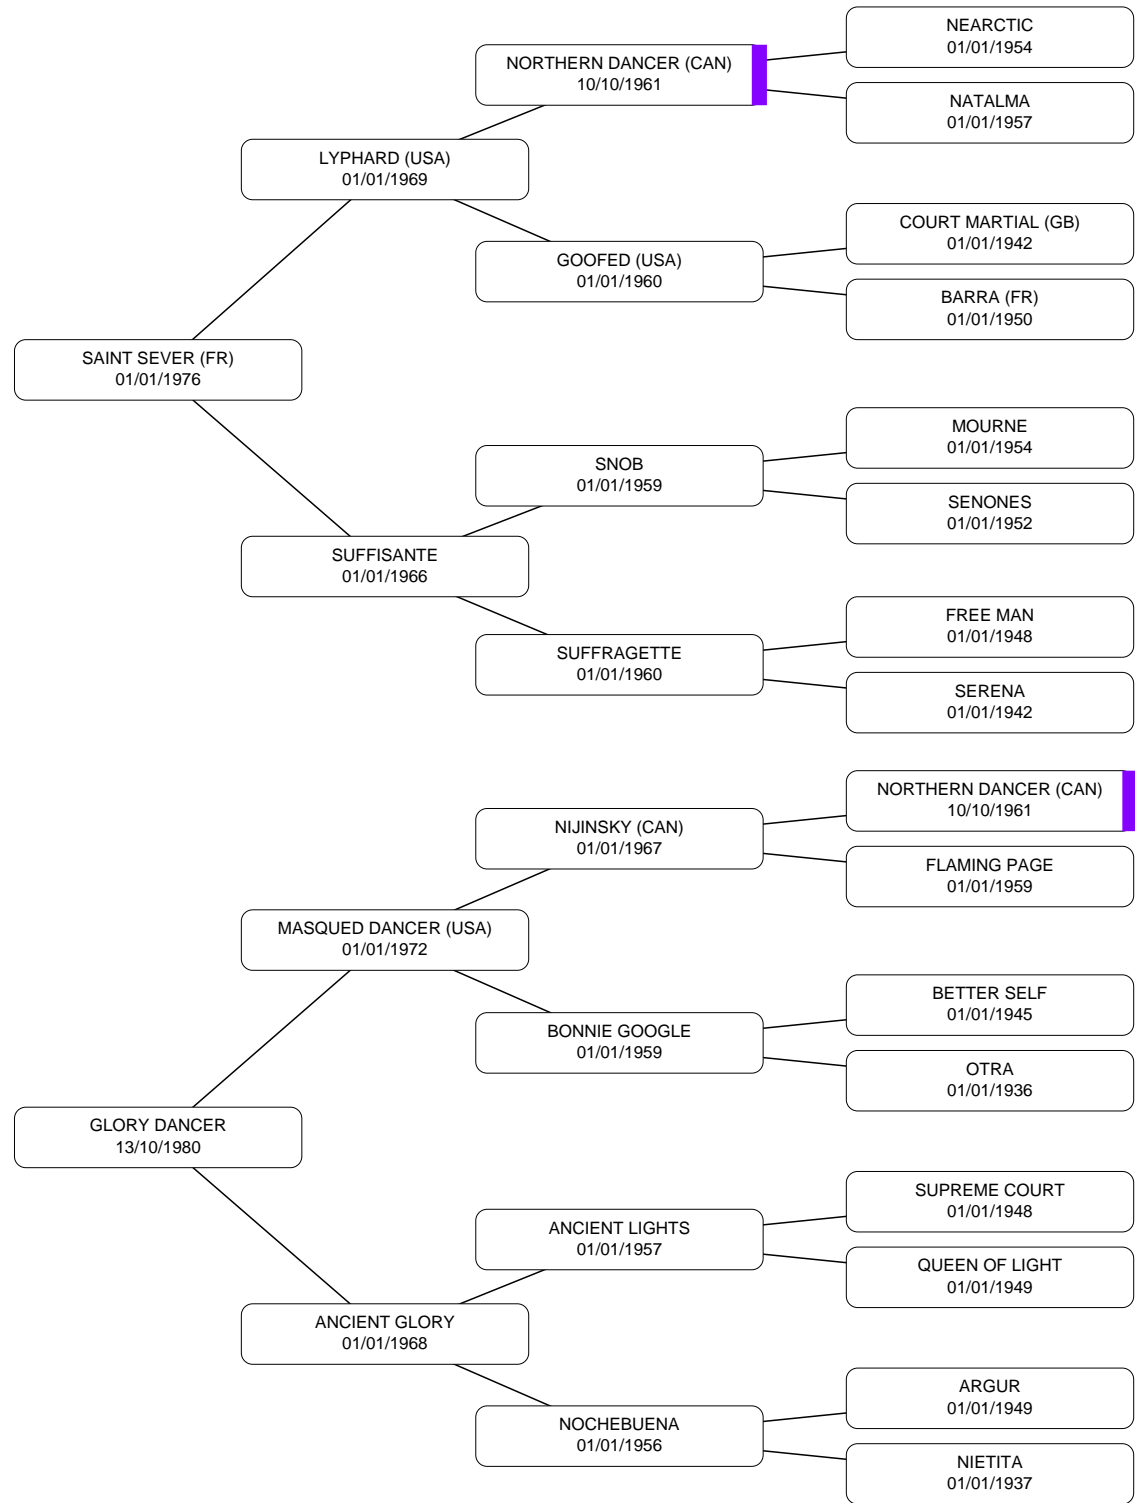 NEARCTIC
01/01/1954
NORTHERN DANCER (CAN)
10/10/1961
NATALMA
01/01/1957
LYPHARD (USA)
01/01/1969
COURT MARTIAL (GB)
01/01/1942
GOOFED (USA)
01/01/1960
BARRA (FR)
01/01/1950
SAINT SEVER (FR)
01/01/1976
MOURNE
01/01/1954
SNOB
01/01/1959
SENONES
01/01/1952
SUFFISANTE
01/01/1966
FREE MAN
01/01/1948
SUFFRAGETTE
01/01/1960
SERENA
01/01/1942
NORTHERN DANCER (CAN)
10/10/1961
NIJINSKY (CAN)
01/01/1967
FLAMING PAGE
01/01/1959
MASQUED DANCER (USA)
01/01/1972
BETTER SELF
01/01/1945
BONNIE GOOGLE
01/01/1959
OTRA
01/01/1936
GLORY DANCER
13/10/1980
SUPREME COURT
01/01/1948
ANCIENT LIGHTS
01/01/1957
QUEEN OF LIGHT
01/01/1949
ANCIENT GLORY
01/01/1968
ARGUR
01/01/1949
NOCHEBUENA
01/01/1956
NIETITA
01/01/1937